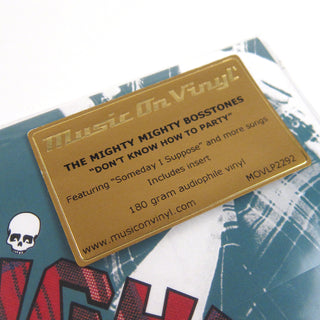 Music On Vinyl
THE MIGHTY MIGHTY BOSSTONES
"DON'T KNOW HOW TO PARTY"
Featuring "Someday I Suppose" and more songs
Includes insert
180 gram audiophile vinyl
www.musiconvinyl.com
MOVLP2292
IGH